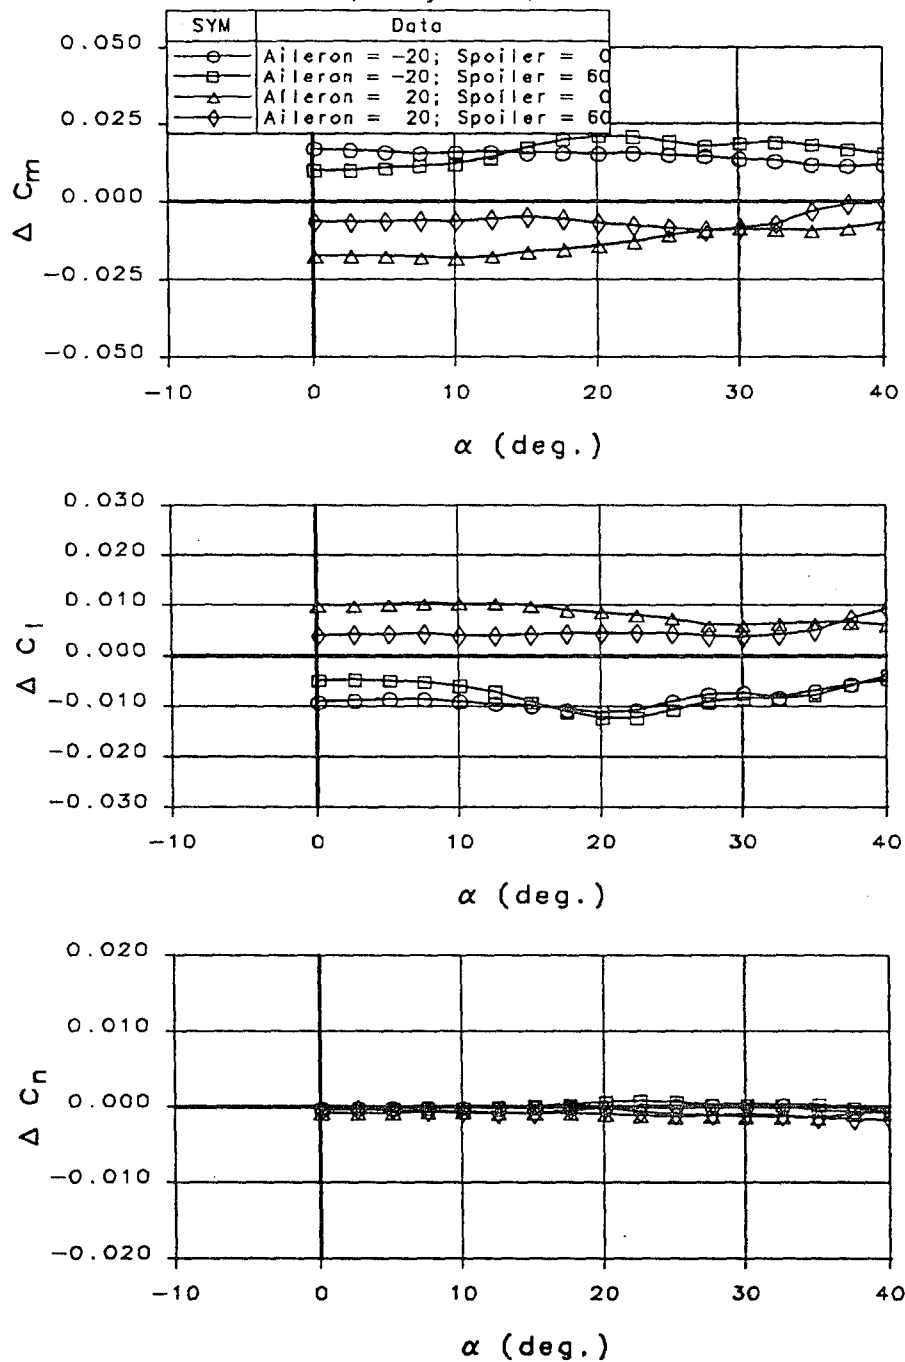 SYM Data
Aileron = -20; Spoiler = 0
Aileron = -20; Spoiler = 60
Aileron = 20; Spoiler = 0
Aileron = 20; Spoiler = 60
0.050
0.025
0.000
-0.025
-0.050
Δ Cm
-10 0 10 20 30 40
α (deg.)
0.030
0.020
0.010
0.000
-0.010
-0.020
-0.030
Δ Cl
-10 0 10 20 30 40
α (deg.)
0.020
0.010
0.000
-0.010
-0.020
Δ Cn
-10 0 10 20 30 40
α (deg.)